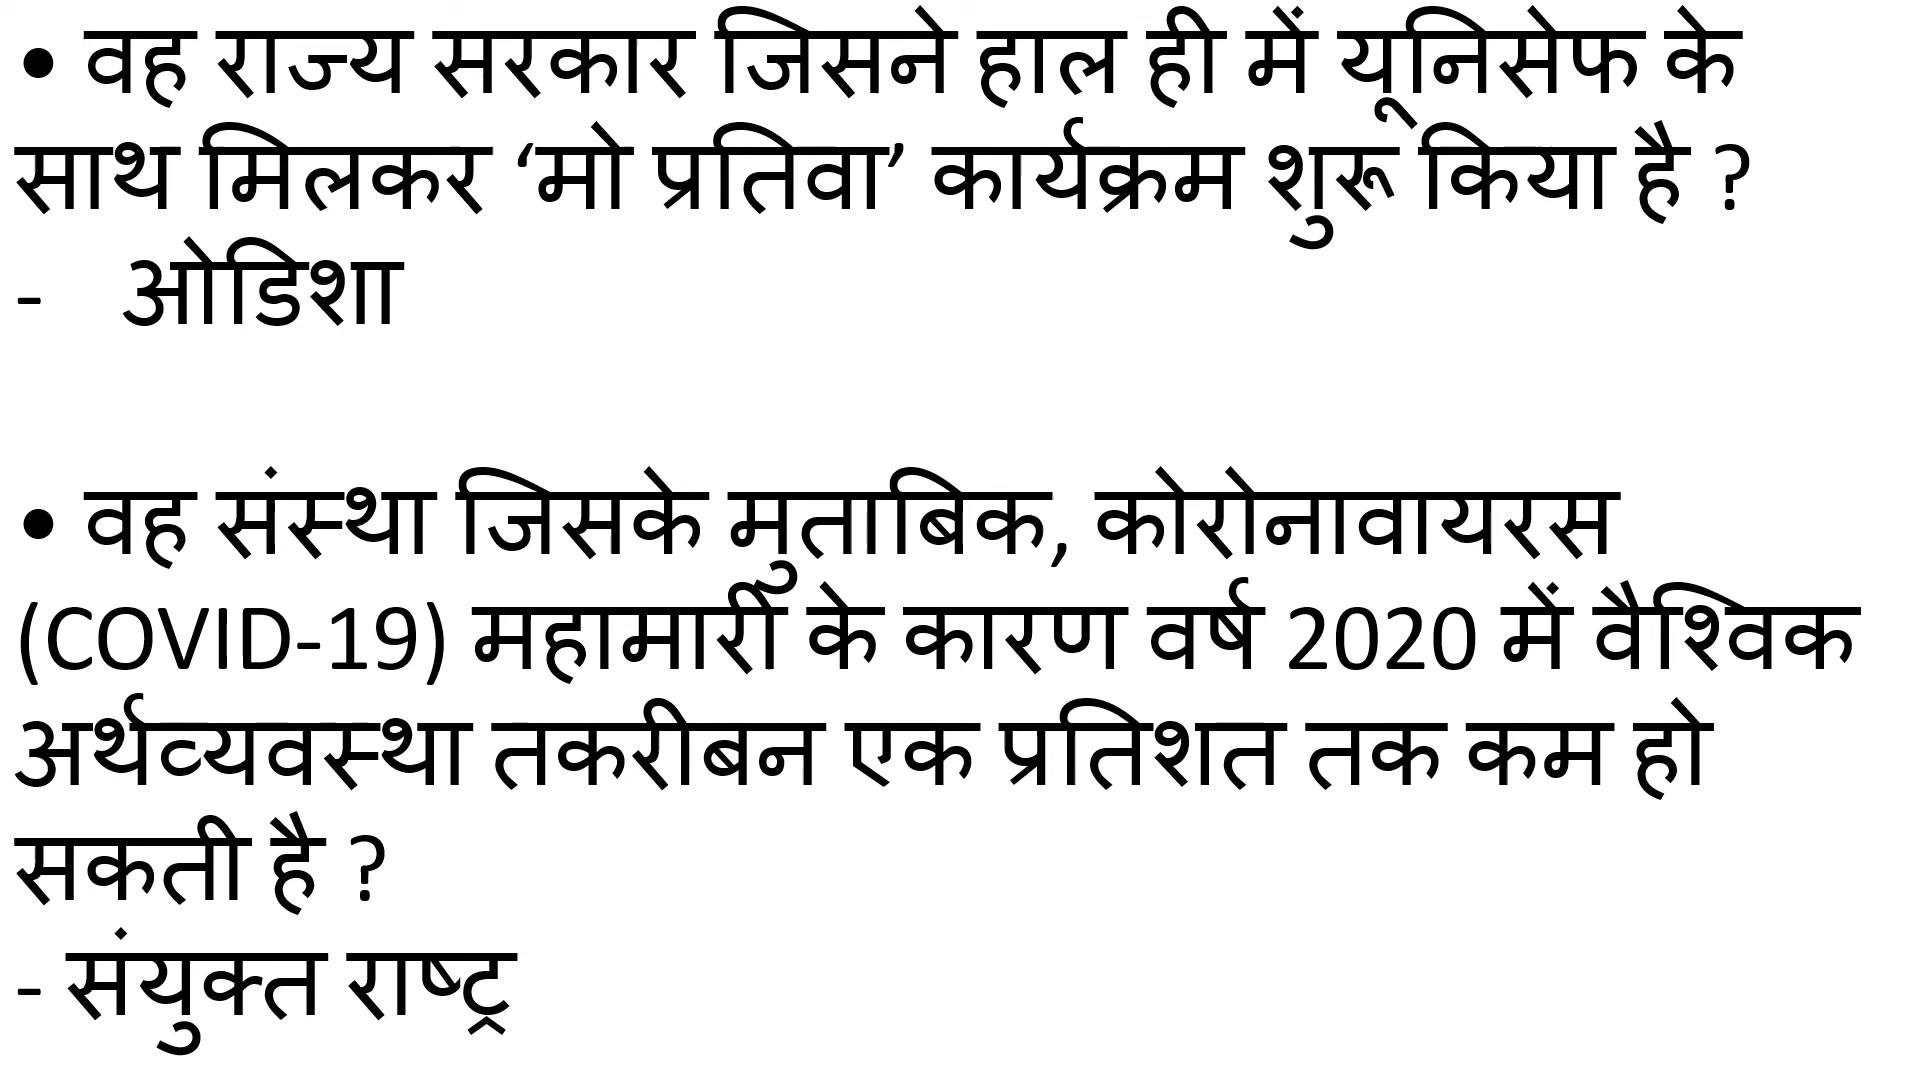 • वह राज्य सरकार जिसने हाल ही में यूनिसेफ के
साथ मिलकर ‘मो प्रतिवा’ कार्यक्रम शुरू किया है ?
- ओडिशा
• वह संस्था जिसके मुताबिक, कोरोनावायरस
(COVID-19) महामारी के कारण वर्ष 2020 में वैश्विक
अर्थव्यवस्था तकरीबन एक प्रतिशत तक कम हो
सकती है ?
- संयुक्त राष्ट्र